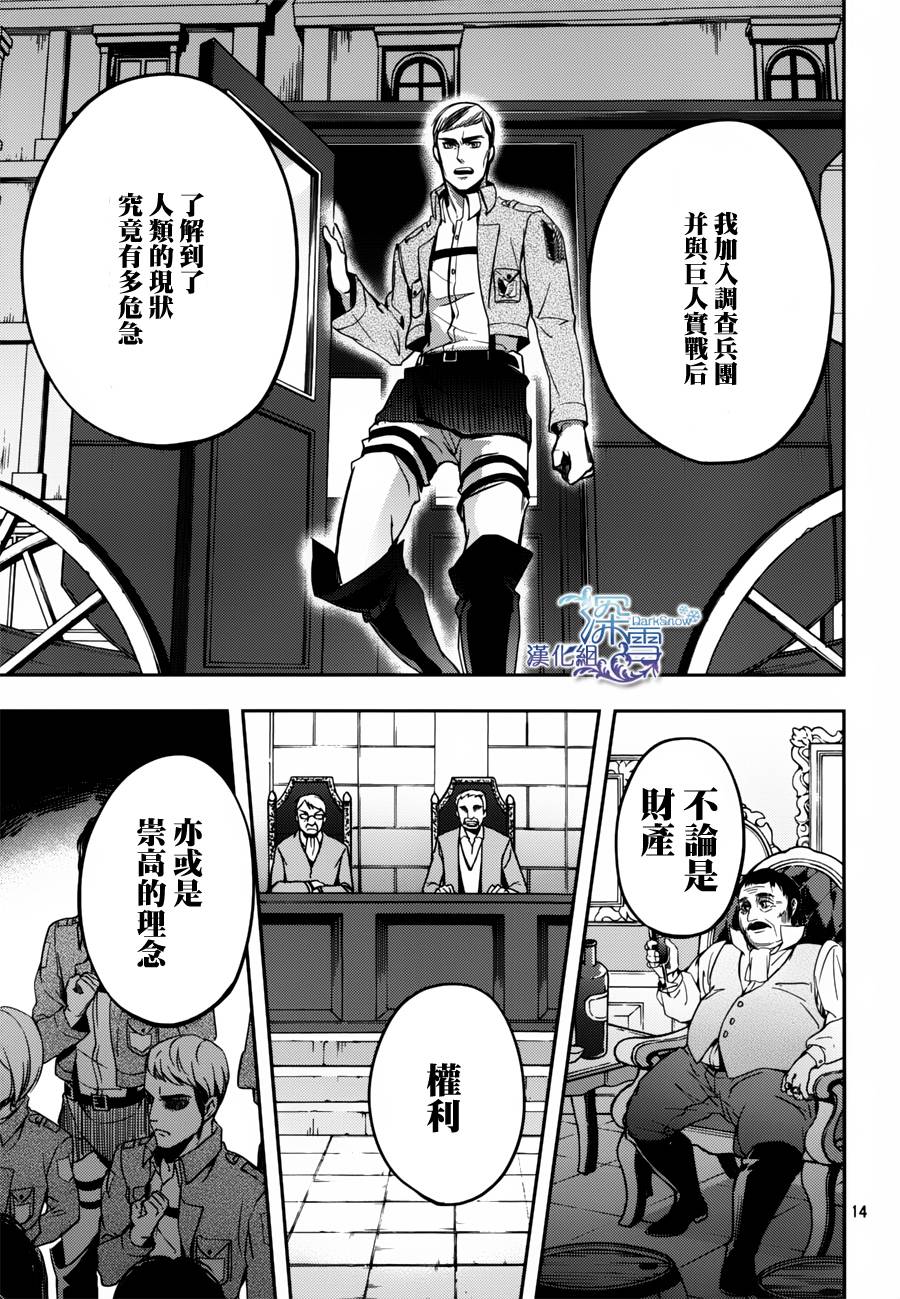 我加入調查兵團
并與巨人實戰后
了解到了
人類的現狀
究竟有多危急
深雪
DarkSnow
漢化組
不論是
財產
權利
亦或是
崇高的理念
14